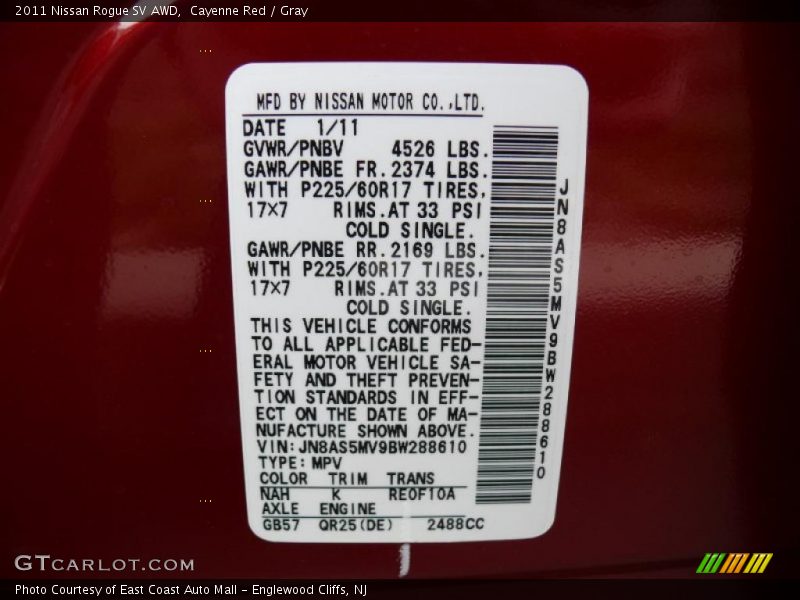 2011 Nissan Rogue SV AWD, Cayenne Red / Gray
MFD BY NISSAN MOTOR CO.,LTD.
DATE 1/11
GVWR/PNBV 4526 LBS.
GAWR/PNBE FR.2374 LBS.
WITH P225/60R17 TIRES,
17×7 RIMS.AT 33 PSI
COLD SINGLE.
GAWR/PNBE RR.2169 LBS.
WITH P225/60R17 TIRES,
17×7 RIMS.AT 33 PSI
COLD SINGLE.
THIS VEHICLE CONFORMS
TO ALL APPLICABLE FED-
ERAL MOTOR VEHICLE SA-
FETY AND THEFT PREVEN-
TION STANDARDS IN EFF-
ECT ON THE DATE OF MA-
NUFACTURE SHOWN ABOVE.
VIN:JN8AS5MV9BW288610
TYPE:MPV
COLOR TRIM TRANS
NAH K RE0F10A
AXLE ENGINE
GB57 QR25(DE) 2488CC
JN8AS5MV9BW288610
GTCARLOT.COM
Photo Courtesy of East Coast Auto Mall – Englewood Cliffs, NJ